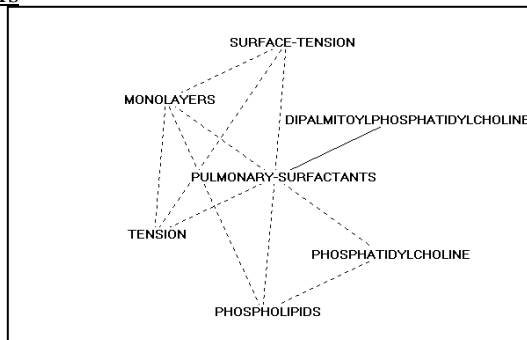 SURFACE-TENSION
MONOLAYERS
DIPALMITOYLPHOSPHATIDYLCHOLINE
PULMONARY-SURFACTANTS
TENSION
PHOSPHATIDYLCHOLINE
PHOSPHOLIPIDS